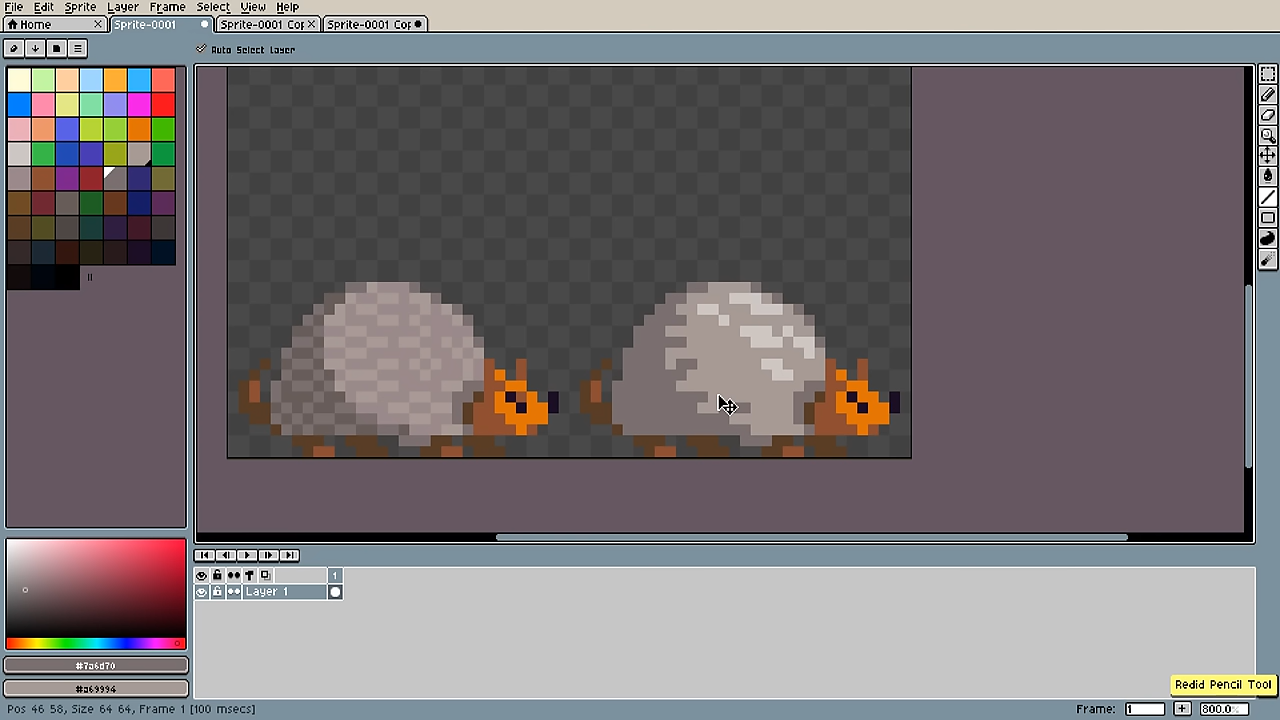 File Edit Sprite Layer Frame Select View Help
Home Sprite-0001 Sprite-0001 Cop Sprite-0001 Cop
Auto Select Layer
1
Layer 1
#7a6d70
#a69994
Redid Pencil Tool
Pos 46 58, Size 64 64, Frame 1 [100 msecs]
Frame: 1 + 800.0